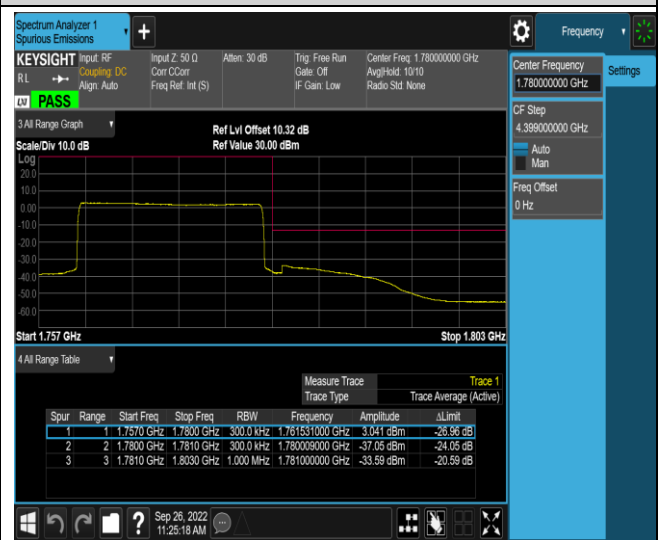 Spectrum Analyzer 1
Spurious Emissions
Frequency
KEYSIGHT
RL
Input: RF
Coupling: DC
Align: Auto
Input Z: 50 Ω
Corr CCorr
Freq Ref: Int (S)
Atten: 30 dB
Trig: Free Run
Gate: Off
IF Gain: Low
Center Freq: 1.780000000 GHz
Avg|Hold: 10/10
Radio Std: None
PASS
Center Frequency
1.780000000 GHz
Settings
CF Step
4.399000000 GHz
Auto
Man
Freq Offset
0 Hz
3 All Range Graph
Scale/Div 10.0 dB
Ref Lvl Offset 10.32 dB
Ref Value 30.00 dBm
Log
20.0
10.0
0.00
-10.0
-20.0
-30.0
-40.0
-50.0
-60.0
Start 1.757 GHz
Stop 1.803 GHz
4 All Range Table
Measure Trace Trace 1
Trace Type Trace Average (Active)
Spur Range Start Freq Stop Freq RBW Frequency Amplitude ΔLimit
1 1 1.7570 GHz 1.7800 GHz 300.0 kHz 1.761531000 GHz 3.041 dBm -26.96 dB
2 2 1.7800 GHz 1.7810 GHz 300.0 kHz 1.780009000 GHz -37.05 dBm -24.05 dB
3 3 1.7810 GHz 1.8030 GHz 1.000 MHz 1.781000000 GHz -33.59 dBm -20.59 dB
?
Sep 26, 2022
11:25:18 AM